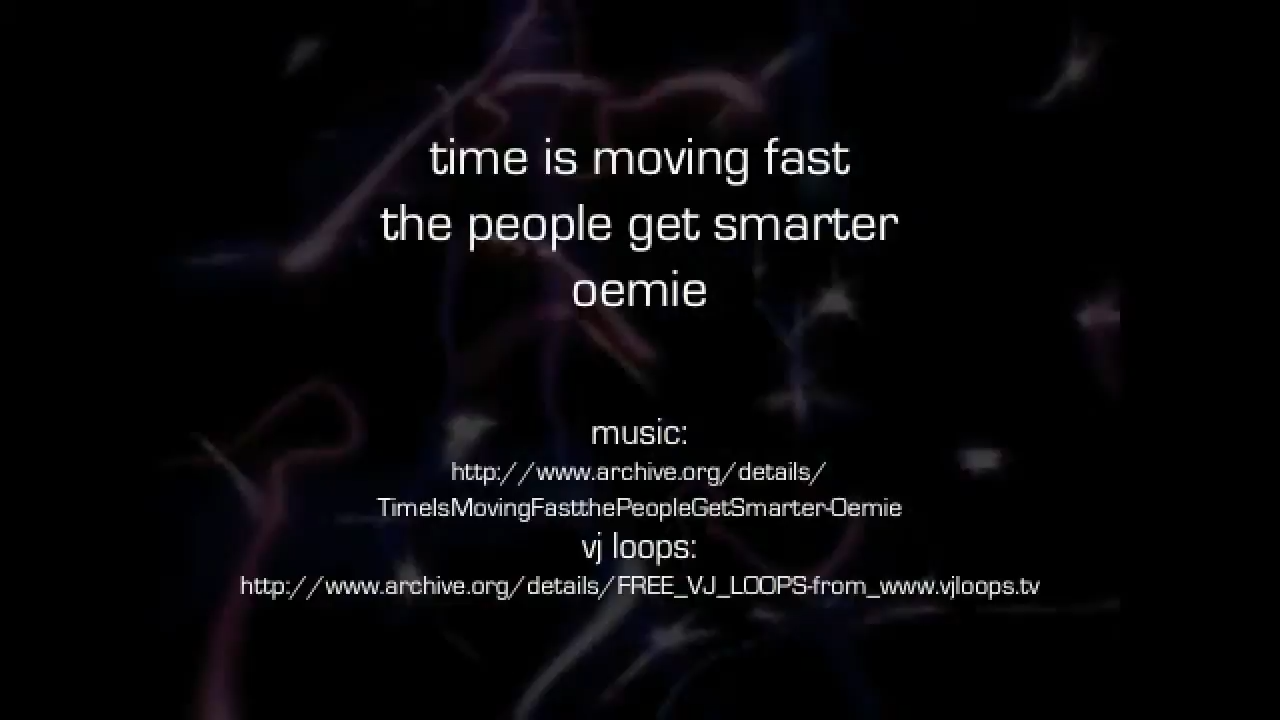 time is moving fast
the people get smarter
oemie
music:
http://www.archive.org/details/
TimeIsMovingFastthePeopleGetSmarter-Oemie
vj loops:
http://www.archive.org/details/FREE_VJ_LOOPS-from_www.vjloops.tv